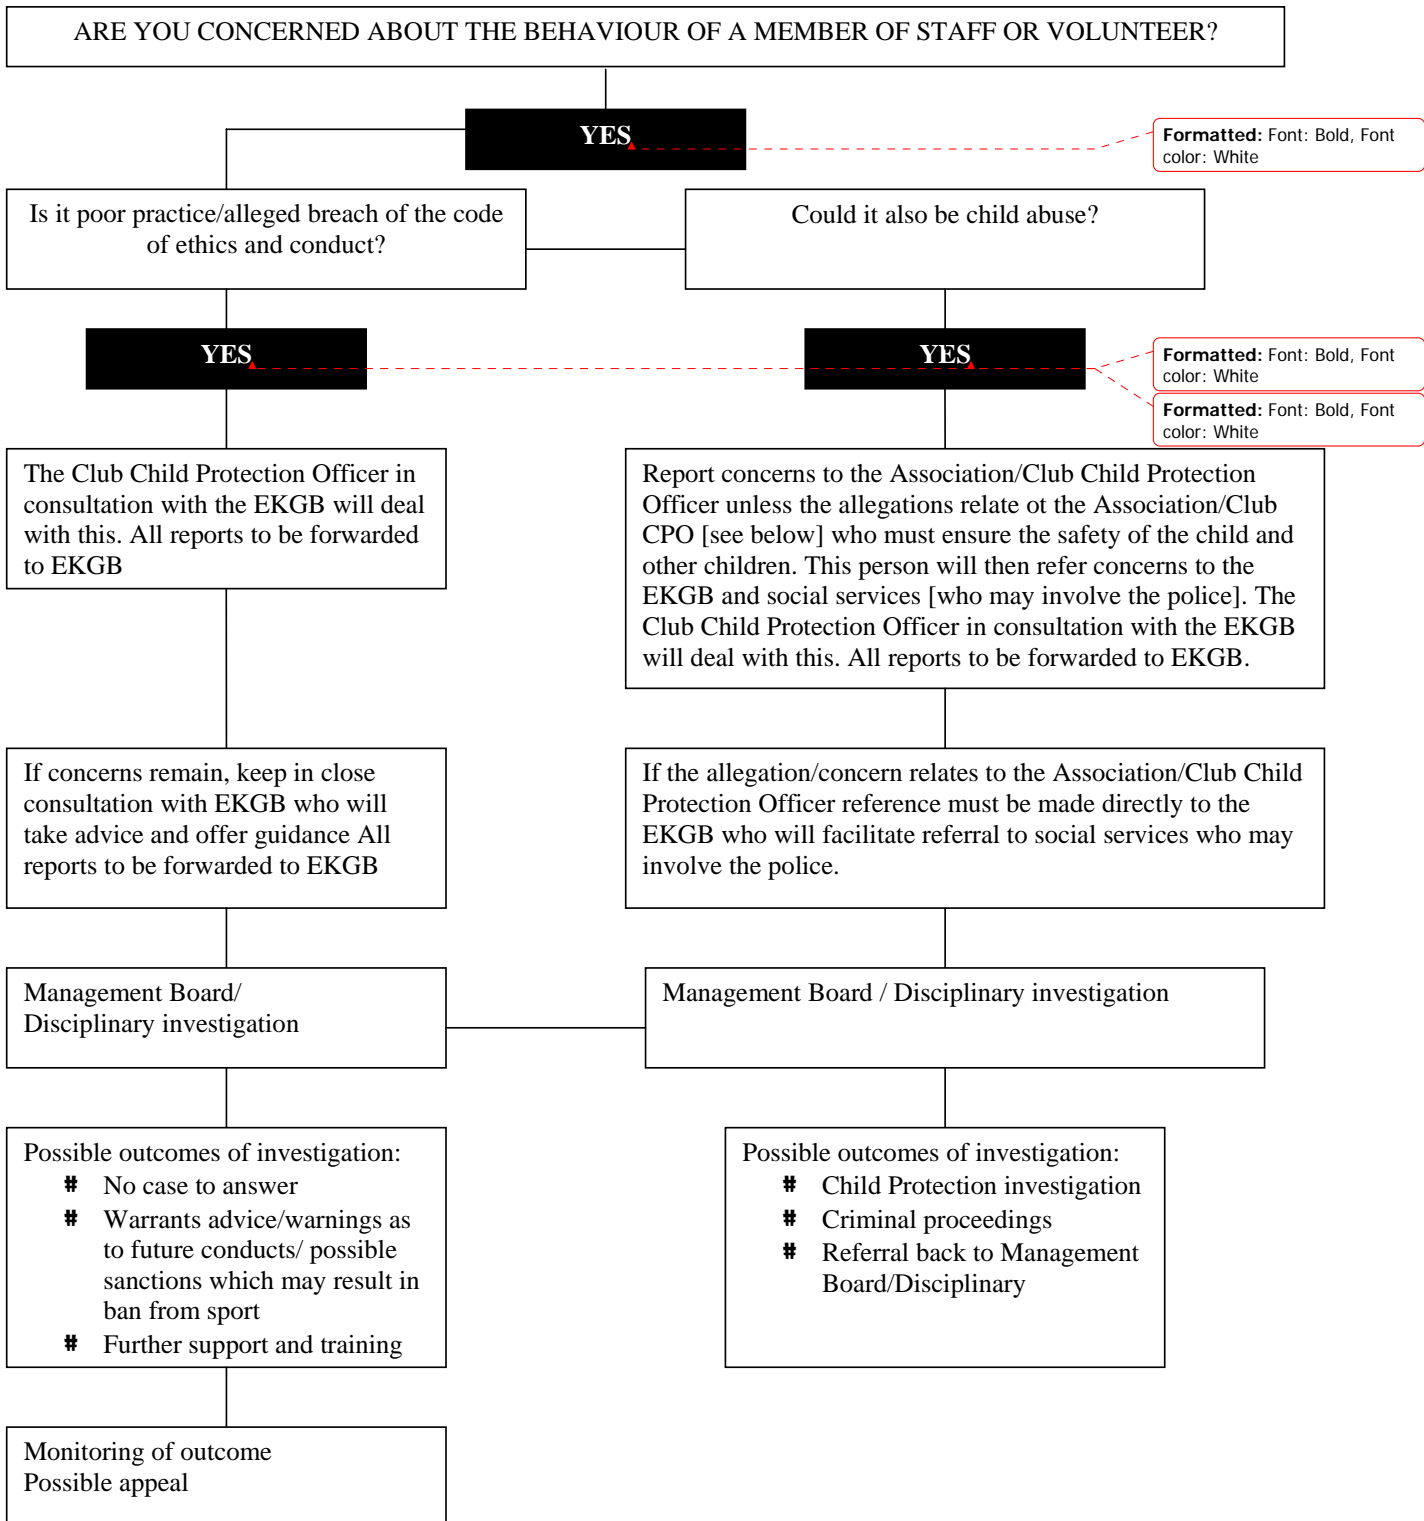 ARE YOU CONCERNED ABOUT THE BEHAVIOUR OF A MEMBER OF STAFF OR VOLUNTEER?
YES
Formatted: Font: Bold, Font
color: White
Is it poor practice/alleged breach of the code
of ethics and conduct?
Could it also be child abuse?
YES
YES
Formatted: Font: Bold, Font
color: White
Formatted: Font: Bold, Font
color: White
The Club Child Protection Officer in
consultation with the EKGB will deal
with this. All reports to be forwarded
to EKGB
Report concerns to the Association/Club Child Protection
Officer unless the allegations relate ot the Association/Club
CPO [see below] who must ensure the safety of the child and
other children. This person will then refer concerns to the
EKGB and social services [who may involve the police]. The
Club Child Protection Officer in consultation with the EKGB
will deal with this. All reports to be forwarded to EKGB.
If concerns remain, keep in close
consultation with EKGB who will
take advice and offer guidance All
reports to be forwarded to EKGB
If the allegation/concern relates to the Association/Club Child
Protection Officer reference must be made directly to the
EKGB who will facilitate referral to social services who may
involve the police.
Management Board/
Disciplinary investigation
Management Board / Disciplinary investigation
Possible outcomes of investigation:
# No case to answer
# Warrants advice/warnings as
to future conducts/ possible
sanctions which may result in
ban from sport
# Further support and training
Possible outcomes of investigation:
# Child Protection investigation
# Criminal proceedings
# Referral back to Management
Board/Disciplinary
Monitoring of outcome
Possible appeal